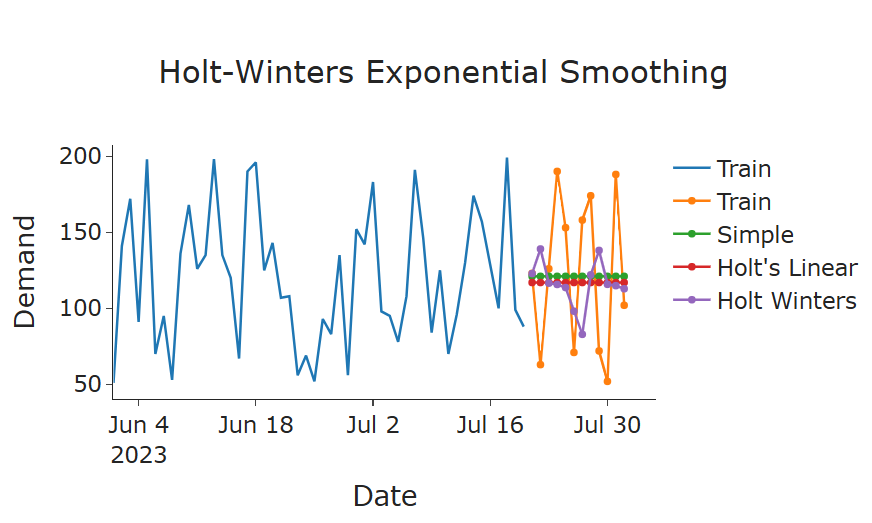 Holt-Winters Exponential Smoothing
200
150
100
50
Demand
Jun 4
2023
Jun 18
Jul 2
Jul 16
Jul 30
Date
Train
Train
Simple
Holt's Linear
Holt Winters